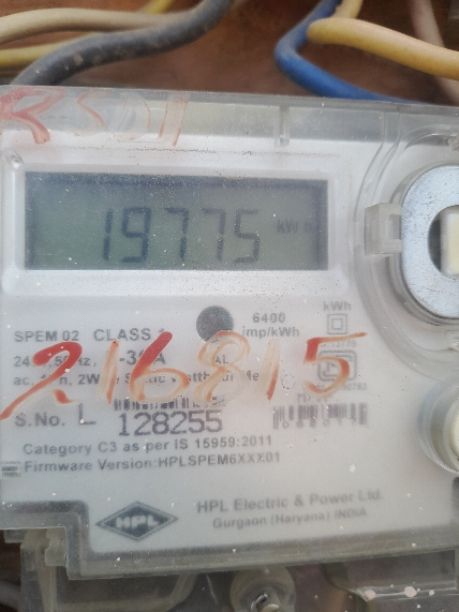 19775 kWh
kWh
6400
imp/kWh
SPEM 02 CLASS 1
216815
S.No. L 128255
Category C3 as per IS 15959:2011
Firmware Version:HPLSPEM6XXX01
HPL
HPL Electric & Power Ltd.
Gurgaon (Haryana) INDIA